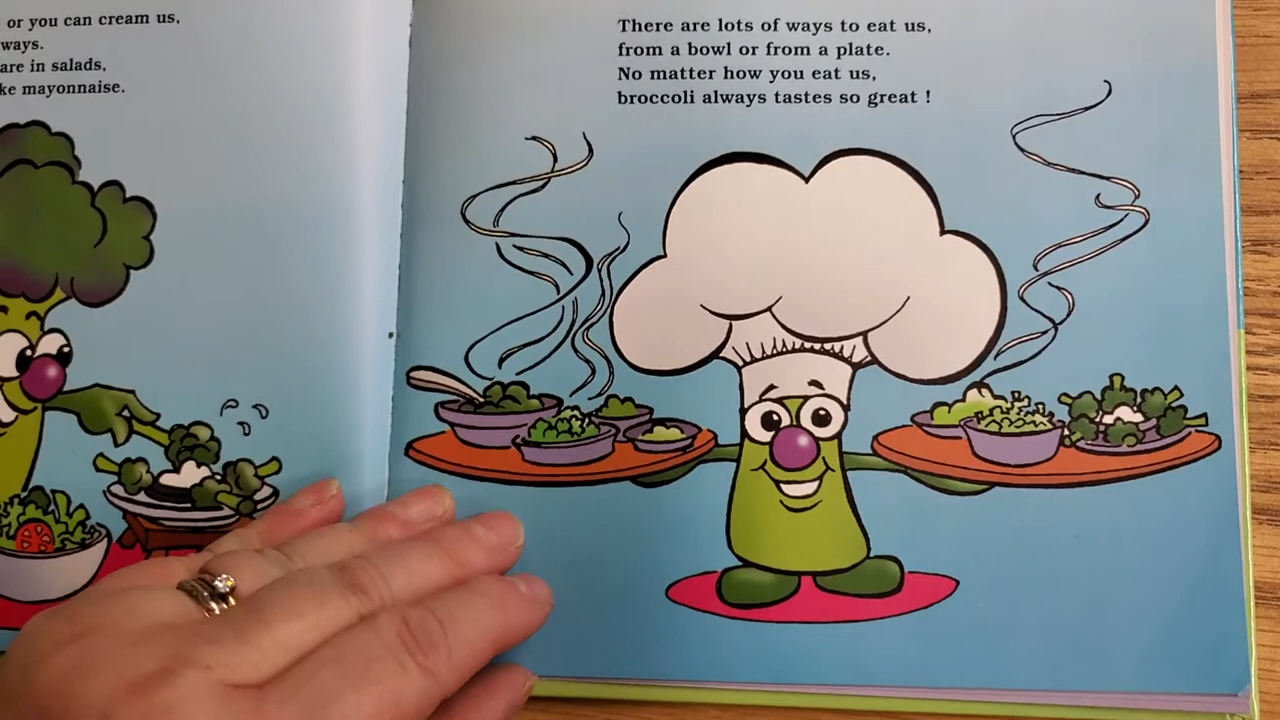 or you can cream us,
ways.
are in salads,
ke mayonnaise.
There are lots of ways to eat us,
from a bowl or from a plate.
No matter how you eat us,
broccoli always tastes so great !